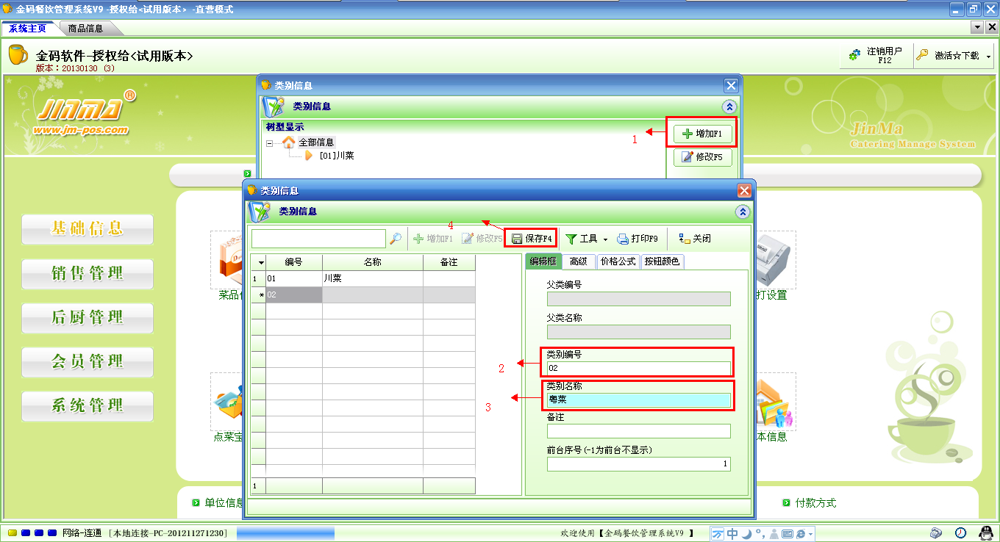 金码餐饮管理系统V9 -授权给<试用版本> -直营模式
系统主页
商品信息
金码软件-授权给<试用版本>
版本：20130130 (3)
注销用户
F12
激活☆下载
JINMA®
www.jm-pos.com
JinMa
Catering Manage System
类别信息
类别信息
树型显示
全部信息
[01]川菜
1
增加F1
修改F5
基础信息
销售管理
后厨管理
会员管理
系统管理
类别信息
类别信息
4
增加F1
修改F5
保存F4
工具
打印F9
关闭
编号
名称
备注
1
01
川菜
*
02
1
编辑框
高级
价格公式
按钮颜色
父类编号
父类名称
2
类别编号
02
3
类别名称
粤菜
备注
前台序号(-1为前台不显示)
1
菜品
打设置
点菜宝
本信息
单位信息
付款方式
网络-连通
[本地连接-PC-201211271230]
欢迎使用【金码餐饮管理系统V9 】
中